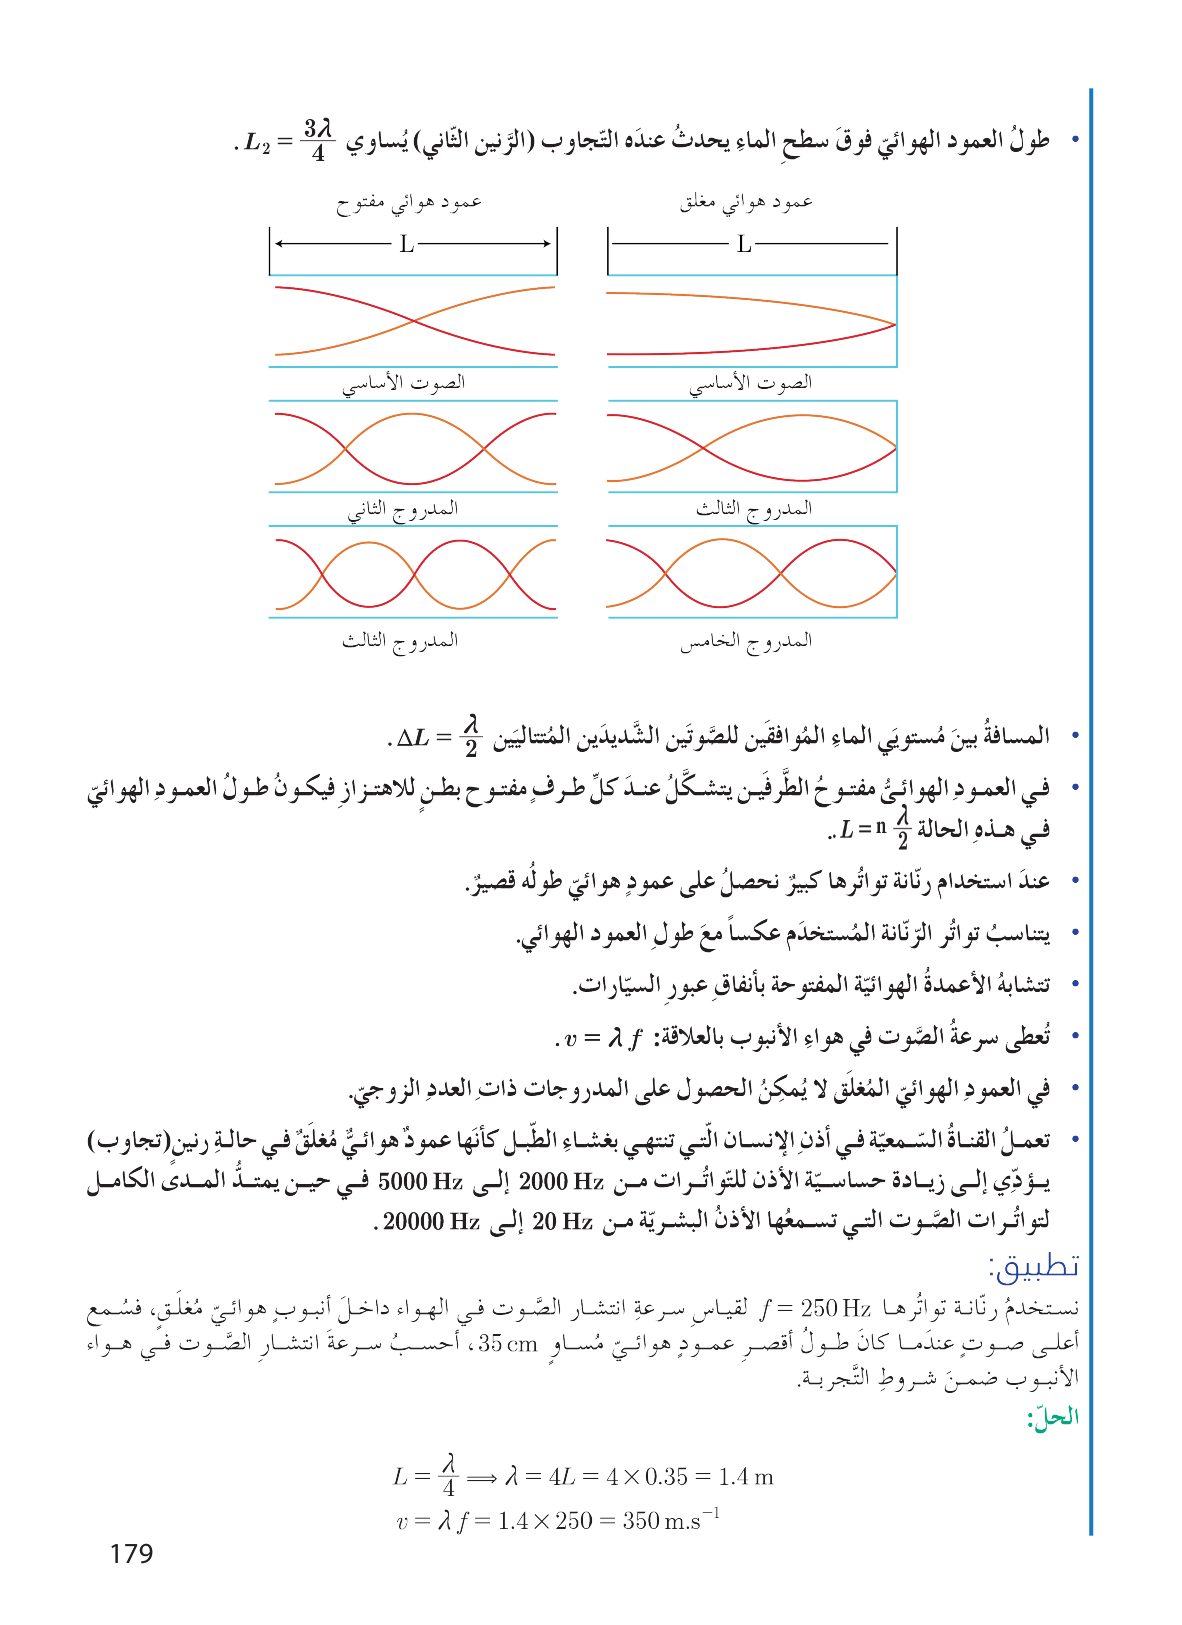 • طولُ العمود الهوائيّ فوقَ سطحِ الماءِ يحدثُ عندَه التّجاوب (الرَّنين الثّاني) يُساوي L₂ = 3λ/4 .
عمود هوائي مغلق
عمود هوائي مفتوح
L
L
الصوت الأساسي
الصوت الأساسي
المدروج الثالث
المدروج الثاني
المدروج الخامس
المدروج الثالث
• المسافةُ بينَ مُستويَي الماءِ المُوافقَين للصَّوتَين الشَّديدَين المُتتاليَين ΔL = λ/2 .
• في العمودِ الهوائيُّ مفتوحُ الطَّرفَين يتشكَّلُ عندَ كلِّ طرفٍ مفتوح بطنٍ للاهتزازِ فيكونُ طولُ العمودِ الهوائيّ
في هذهِ الحالة L = n λ/2 ..
• عندَ استخدام رنّانة تواتُرها كبيرٌ نحصلُ على عمودٍ هوائيّ طولُه قصيرٌ.
• يتناسبُ تواتُر الرّنّانة المُستخدَم عكساً معَ طولِ العمود الهوائي.
• تتشابهُ الأعمدةُ الهوائيّة المفتوحة بأنفاقِ عبورِ السيّارات.
• تُعطى سرعةُ الصَّوت في هواءِ الأنبوب بالعلاقة: v = λ f .
• في العمودِ الهوائيّ المُغلَق لا يُمكِنُ الحصول على المدروجات ذاتِ العددِ الزوجيّ.
• تعملُ القناةُ السّمعيّة في أذنِ الإنسان الّتي تنتهي بغشاءِ الطّبل كأنَها عمودٌ هوائيٌّ مُغلَقٌ في حالةِ رنينٍ(تجاوب)
يؤدِّي إلى زيادة حساسيّة الأذن للتّواتُرات من 2000 Hz إلى 5000 Hz في حين يمتدُّ المدى الكامل
لتواتُرات الصَّوت التي تسمعُها الأذنُ البشريّة من 20 Hz إلى 20000 Hz .
تطبيق:
نستخدمُ رنّانة تواتُرها f = 250 Hz لقياسِ سرعةِ انتشار الصَّوت في الهواء داخلَ أنبوبٍ هوائيّ مُغلَقٍ، فسُمع
أعلى صوتٍ عندَما كانَ طولُ أقصرِ عمودٍ هوائيّ مُساوٍ 35 cm، أحسبُ سرعةَ انتشارِ الصَّوت في هواء
الأنبوب ضمنَ شروطِ التَّجربة.
الحلّ:
L = λ/4 ⟹ λ = 4L = 4 × 0.35 = 1.4 m
v = λ f = 1.4 × 250 = 350 m.s⁻¹
179